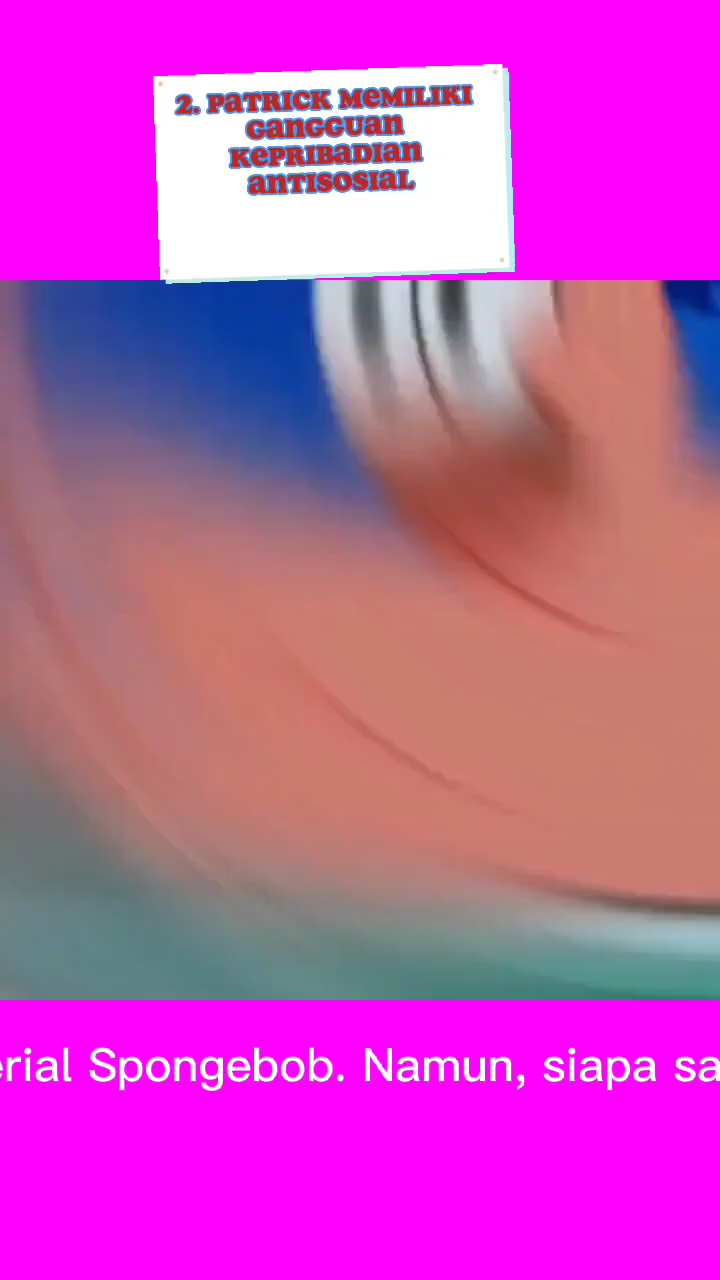 2. PATRICK MEMILIKI
GANGGUAN
KEPRIBADIAN
ANTISOSIAL
erial Spongebob. Namun, siapa sa